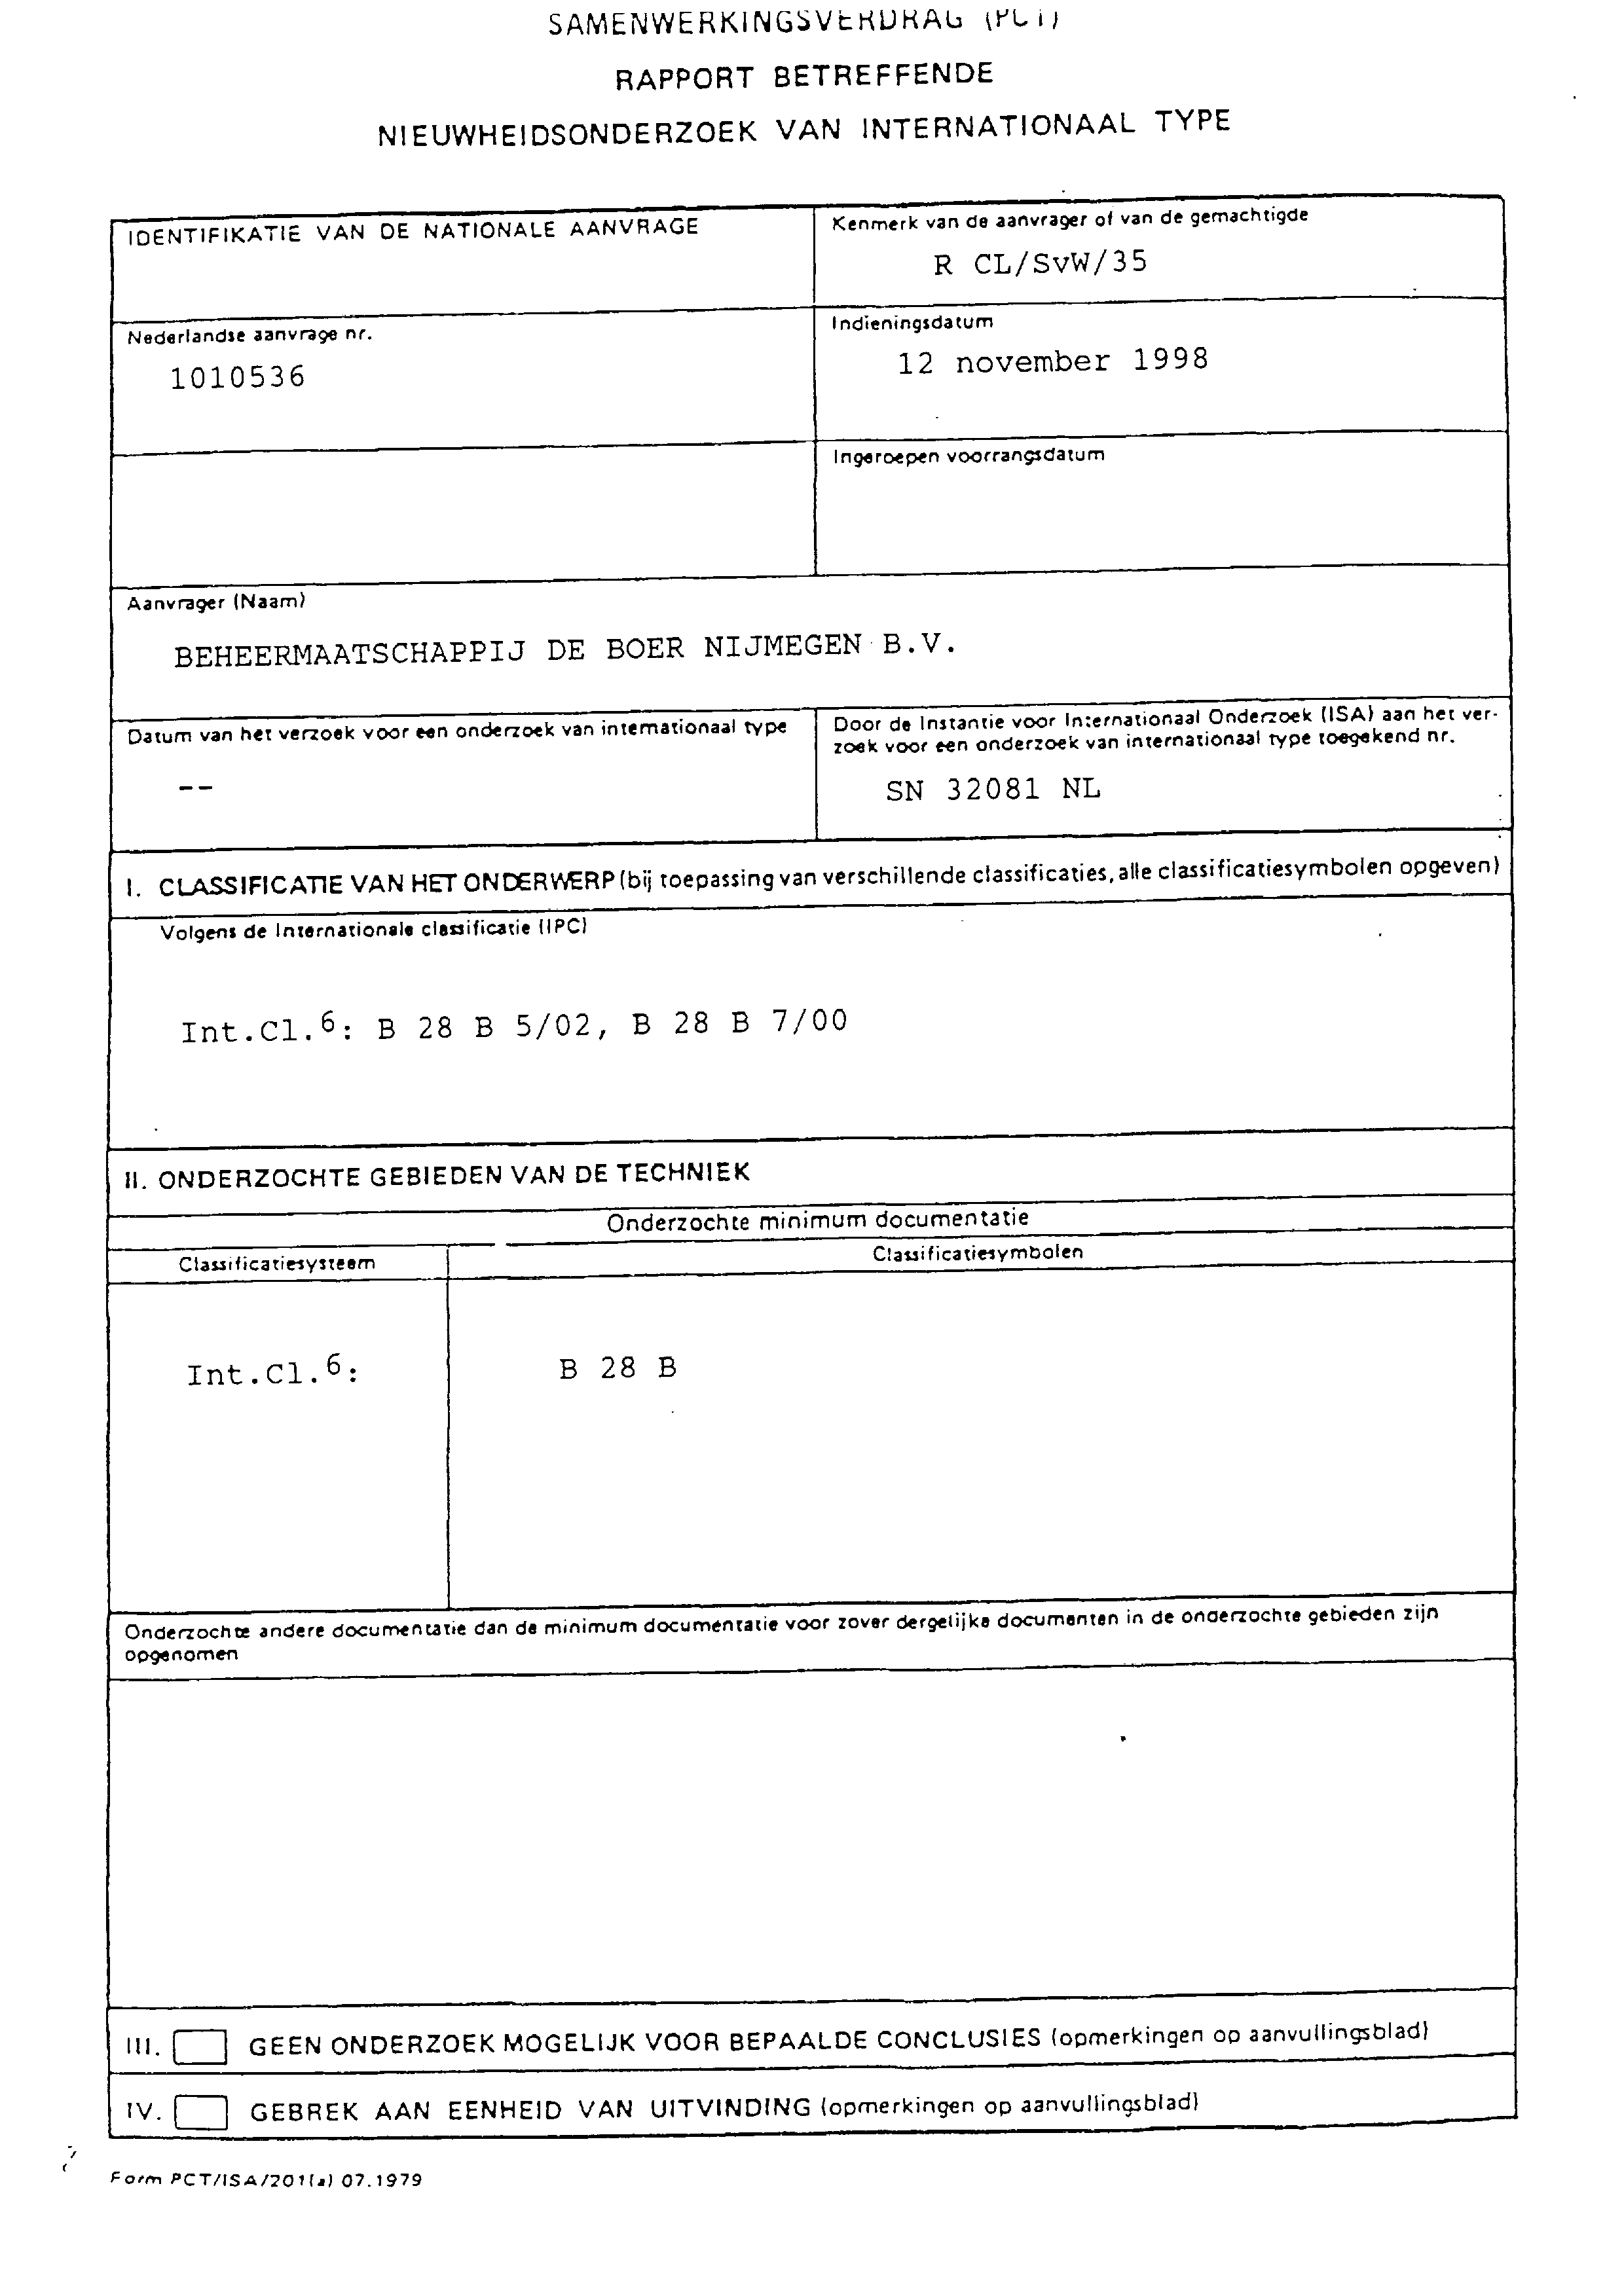 SAMENWERKINGSVERDRAG (PCT)
RAPPORT BETREFFENDE
NIEUWHEIDSONDERZOEK VAN INTERNATIONAAL TYPE
IDENTIFIKATIE VAN DE NATIONALE AANVRAGE
Kenmerk van de aanvrager of van de gemachtigde
R CL/SvW/35
Nederlandse aanvrage nr.
1010536
Indieningsdatum
12 november 1998
Ingeroepen voorrangsdatum
Aanvrager (Naam)
BEHEERMAATSCHAPPIJ DE BOER NIJMEGEN B.V.
Datum van het verzoek voor een onderzoek van internationaal type
--
Door de Instantie voor Internationaal Onderzoek (ISA) aan het ver-
zoek voor een onderzoek van internationaal type toegekend nr.
SN 32081 NL
I. CLASSIFICATIE VAN HET ONDERWERP (bij toepassing van verschillende classificaties, alle classificatiesymbolen opgeven)
Volgens de Internationale classificatie (IPC)
Int.Cl.6: B 28 B 5/02, B 28 B 7/00
II. ONDERZOCHTE GEBIEDEN VAN DE TECHNIEK
Onderzochte minimum documentatie
Classificatiesysteem
Classificatiesymbolen
Int.Cl.6:
B 28 B
Onderzochte andere documentatie dan de minimum documentatie voor zover dergelijke documenten in de onderzochte gebieden zijn
opgenomen
III. GEEN ONDERZOEK MOGELIJK VOOR BEPAALDE CONCLUSIES (opmerkingen op aanvullingsblad)
IV. GEBREK AAN EENHEID VAN UITVINDING (opmerkingen op aanvullingsblad)
Form PCT/ISA/201(a) 07.1979